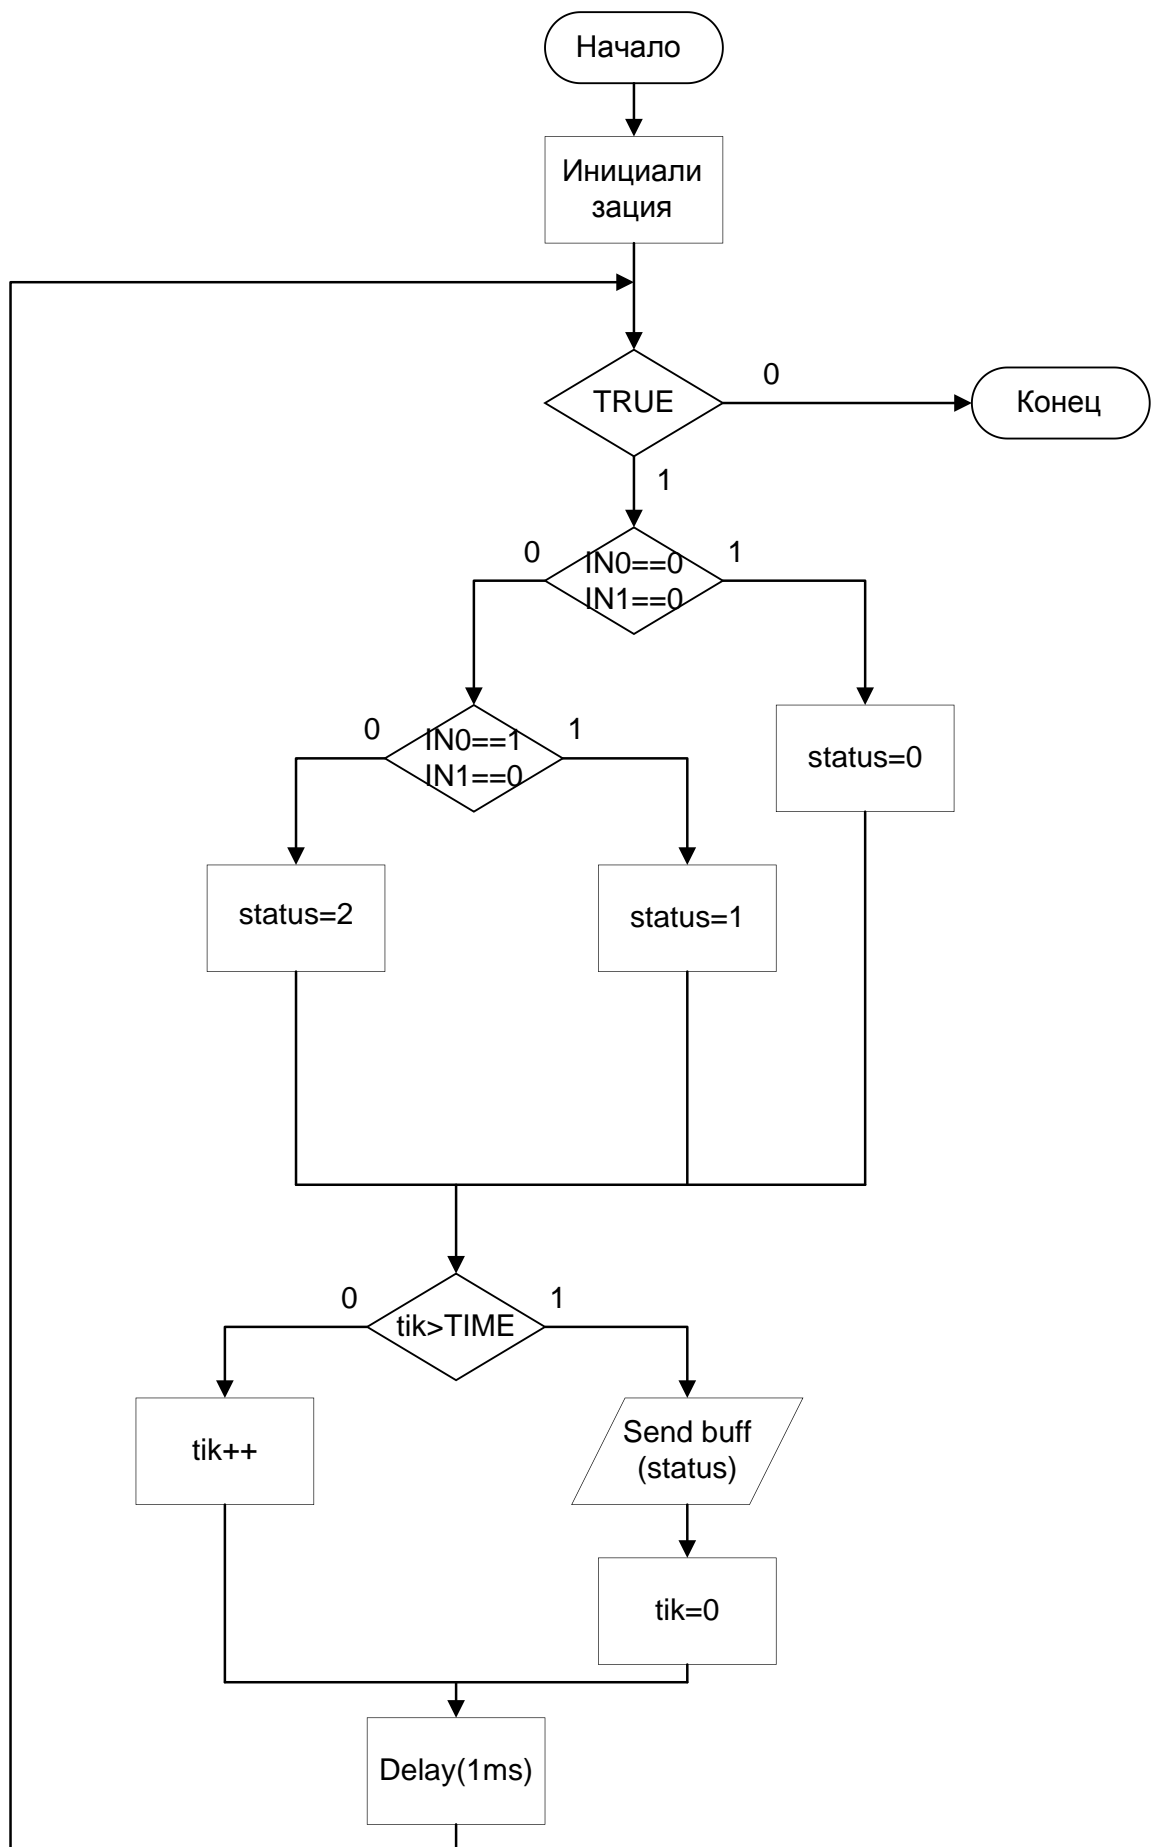 Начало
Инициали
зация
TRUE
0
Конец
1
0
IN0==0
IN1==0
1
0
IN0==1
IN1==0
1
status=0
status=2
status=1
0
tik>TIME
1
tik++
Send buff
(status)
tik=0
Delay(1ms)